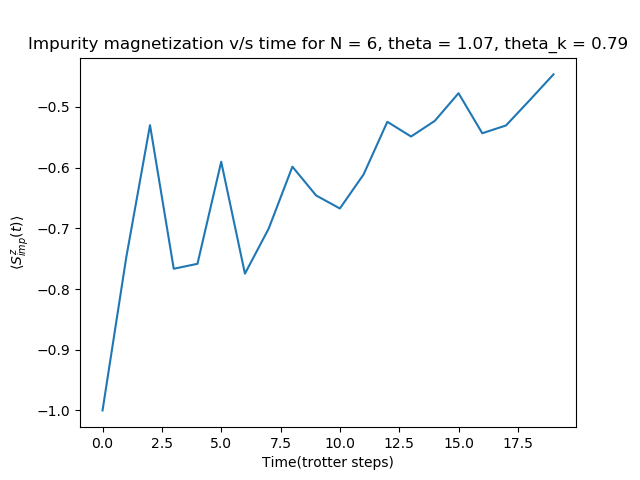 Impurity magnetization v/s time for N = 6, theta = 1.07, theta_k = 0.79
⟨S^z_{imp}(t)⟩
−0.5
−0.6
−0.7
−0.8
−0.9
−1.0
0.0 2.5 5.0 7.5 10.0 12.5 15.0 17.5
Time(trotter steps)